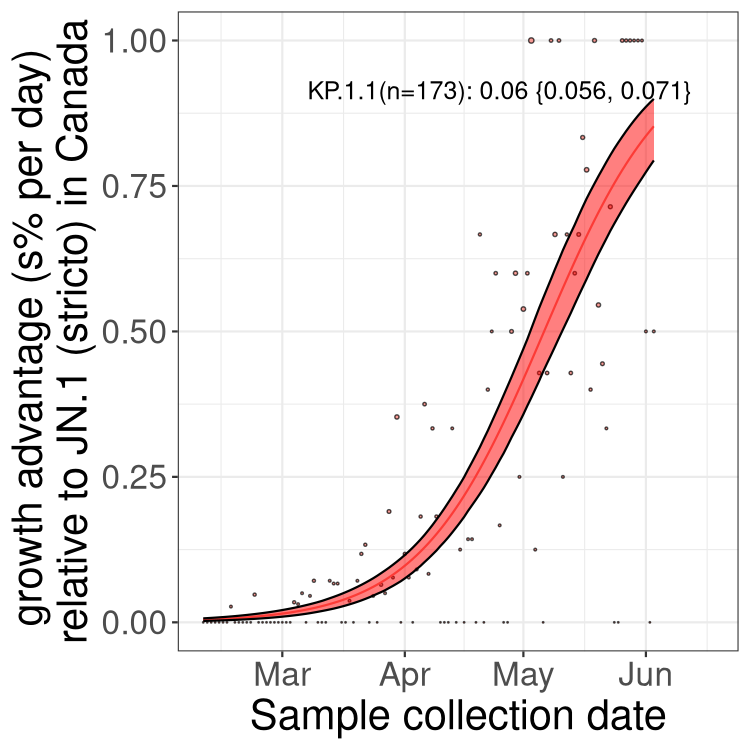 growth advantage (s% per day)
relative to JN.1 (stricto) in Canada
1.00
0.75
0.50
0.25
0.00
KP.1.1(n=173): 0.06 {0.056, 0.071}
Mar Apr May Jun
Sample collection date